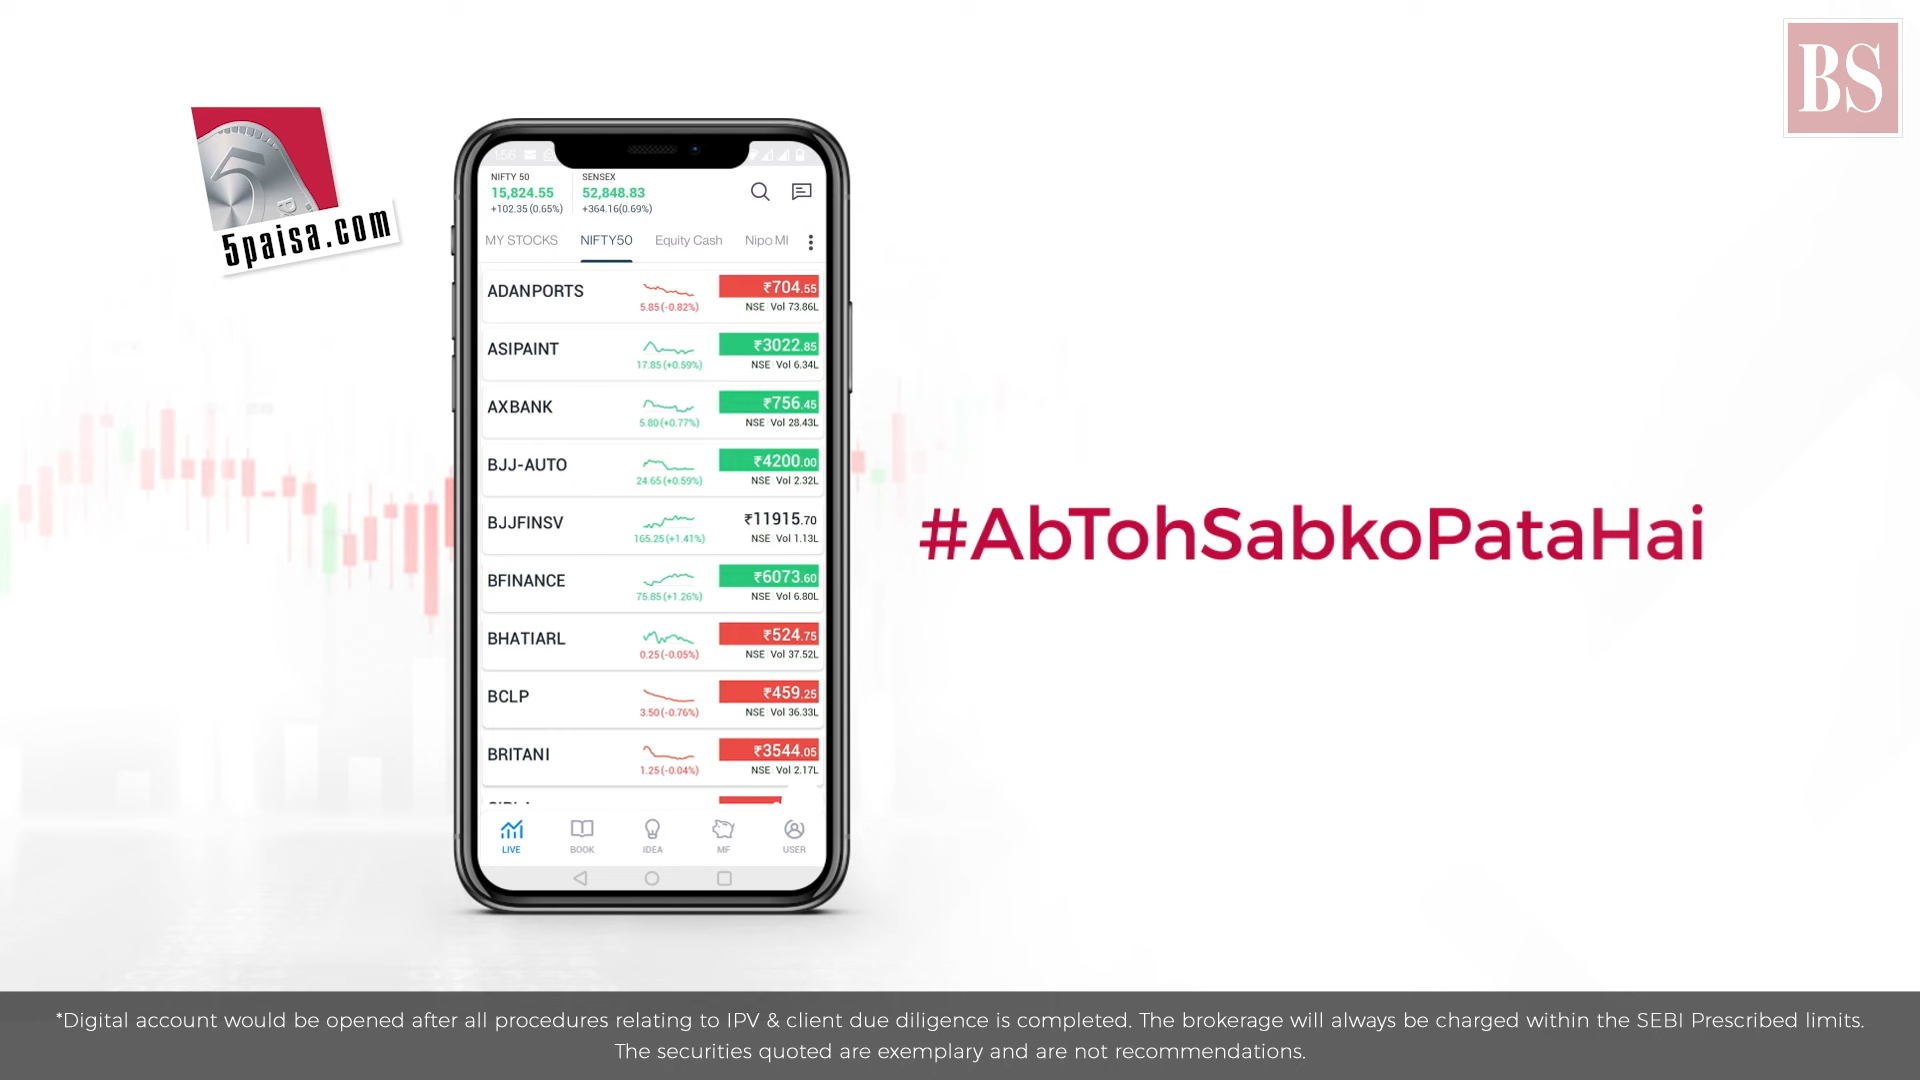 BS
5
5paisa.com
1:56
NIFTY 50
15,824.55
+102.35 (0.65%)
SENSEX
52,848.83
+364.16(0.69%)
MY STOCKS NIFTY50 Equity Cash Nipo MI
ADANPORTS
5.85(-0.82%)
₹704.55
NSE Vol 73.86L
ASIPAINT
17.85(+0.59%)
₹3022.85
NSE Vol 6.34L
AXBANK
5.80(+0.77%)
₹756.45
NSE Vol 28.43L
BJJ-AUTO
24.65(+0.59%)
₹4200.00
NSE Vol 2.32L
BJJFINSV
165.25(+1.41%)
₹11915.70
NSE Vol 1.13L
BFINANCE
75.85(+1.26%)
₹6073.60
NSE Vol 6.80L
BHATIARL
0.25(-0.05%)
₹524.75
NSE Vol 37.52L
BCLP
3.50(-0.76%)
₹459.25
NSE Vol 36.33L
BRITANI
1.25(-0.04%)
₹3544.05
NSE Vol 2.17L
LIVE BOOK IDEA MF USER
#AbTohSabkoPataHai
*Digital account would be opened after all procedures relating to IPV & client due diligence is completed. The brokerage will always be charged within the SEBI Prescribed limits.
The securities quoted are exemplary and are not recommendations.